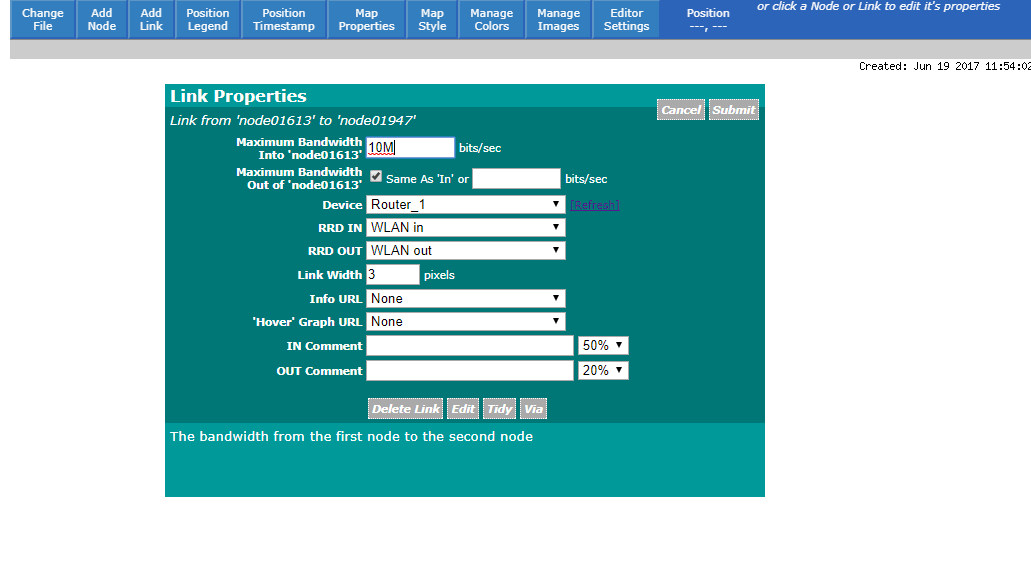 or click a Node or Link to edit it's properties
Change File
Add Node
Add Link
Position Legend
Position Timestamp
Map Properties
Map Style
Manage Colors
Manage Images
Editor Settings
Position ---, ---
Created: Jun 19 2017 11:54:02
Link Properties
Cancel Submit
Link from 'node01613' to 'node01947'
Maximum Bandwidth
Into 'node01613' 10M bits/sec
Maximum Bandwidth
Out of 'node01613' Same As 'In' or bits/sec
Device Router_1 [Refresh]
RRD IN WLAN in
RRD OUT WLAN out
Link Width 3 pixels
Info URL None
'Hover' Graph URL None
IN Comment 50%
OUT Comment 20%
Delete Link Edit Tidy Via
The bandwidth from the first node to the second node